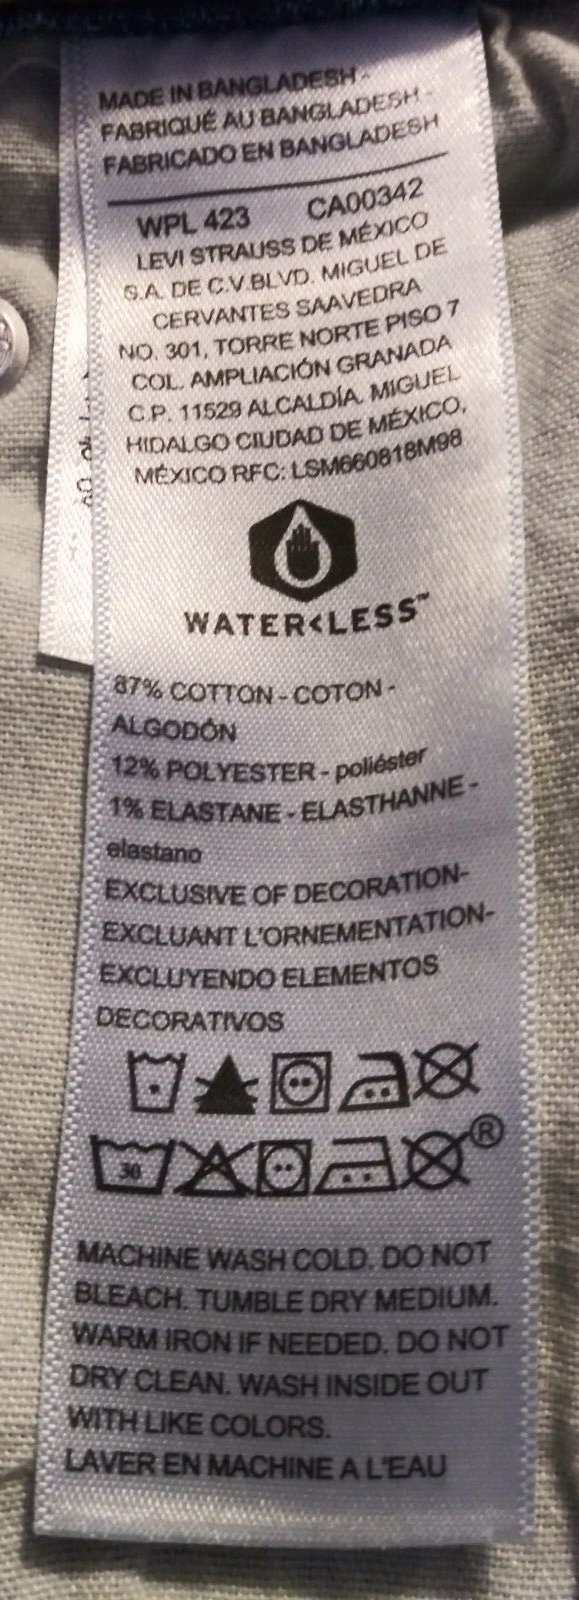 MADE IN BANGLADESH -
FABRIQUÉ AU BANGLADESH -
FABRICADO EN BANGLADESH
WPL 423 CA00342
LEVI STRAUSS DE MÉXICO
S.A. DE C.V.BLVD. MIGUEL DE
CERVANTES SAAVEDRA
NO. 301, TORRE NORTE PISO 7
COL. AMPLIACIÓN GRANADA
C.P. 11529 ALCALDÍA. MIGUEL
HIDALGO CIUDAD DE MÉXICO,
MÉXICO RFC: LSM660818M98
WATER<LESS™
87% COTTON - COTON -
ALGODÓN
12% POLYESTER - poliéster
1% ELASTANE - ELASTHANNE -
elastano
EXCLUSIVE OF DECORATION-
EXCLUANT L'ORNEMENTATION-
EXCLUYENDO ELEMENTOS
DECORATIVOS
30 ®
MACHINE WASH COLD. DO NOT
BLEACH. TUMBLE DRY MEDIUM.
WARM IRON IF NEEDED. DO NOT
DRY CLEAN. WASH INSIDE OUT
WITH LIKE COLORS.
LAVER EN MACHINE A L'EAU